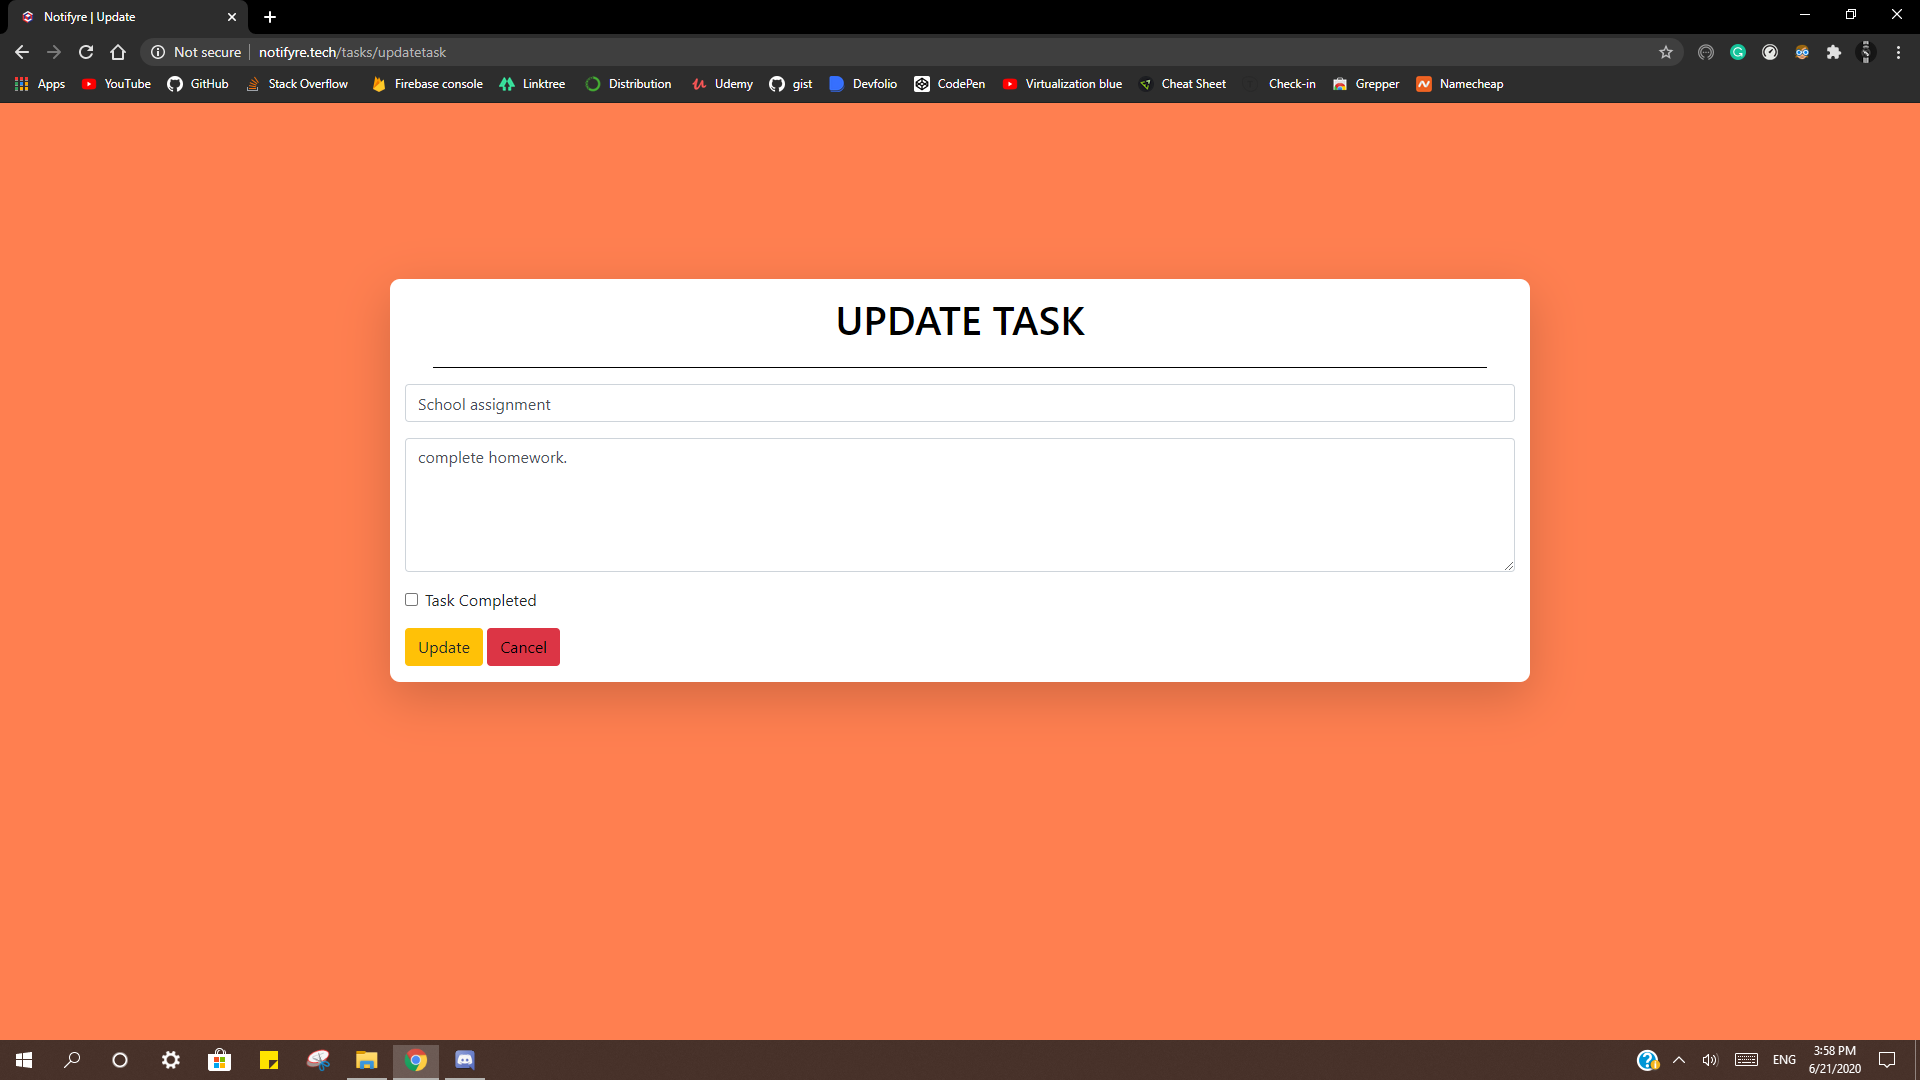 Notifyre | Update
Not secure | notifyre.tech/tasks/updatetask
Apps YouTube GitHub Stack Overflow Firebase console Linktree Distribution Udemy gist Devfolio CodePen Virtualization blue Cheat Sheet Check-in Grepper Namecheap
UPDATE TASK
School assignment
complete homework.
Task Completed
Update Cancel
ENG
3:58 PM
6/21/2020